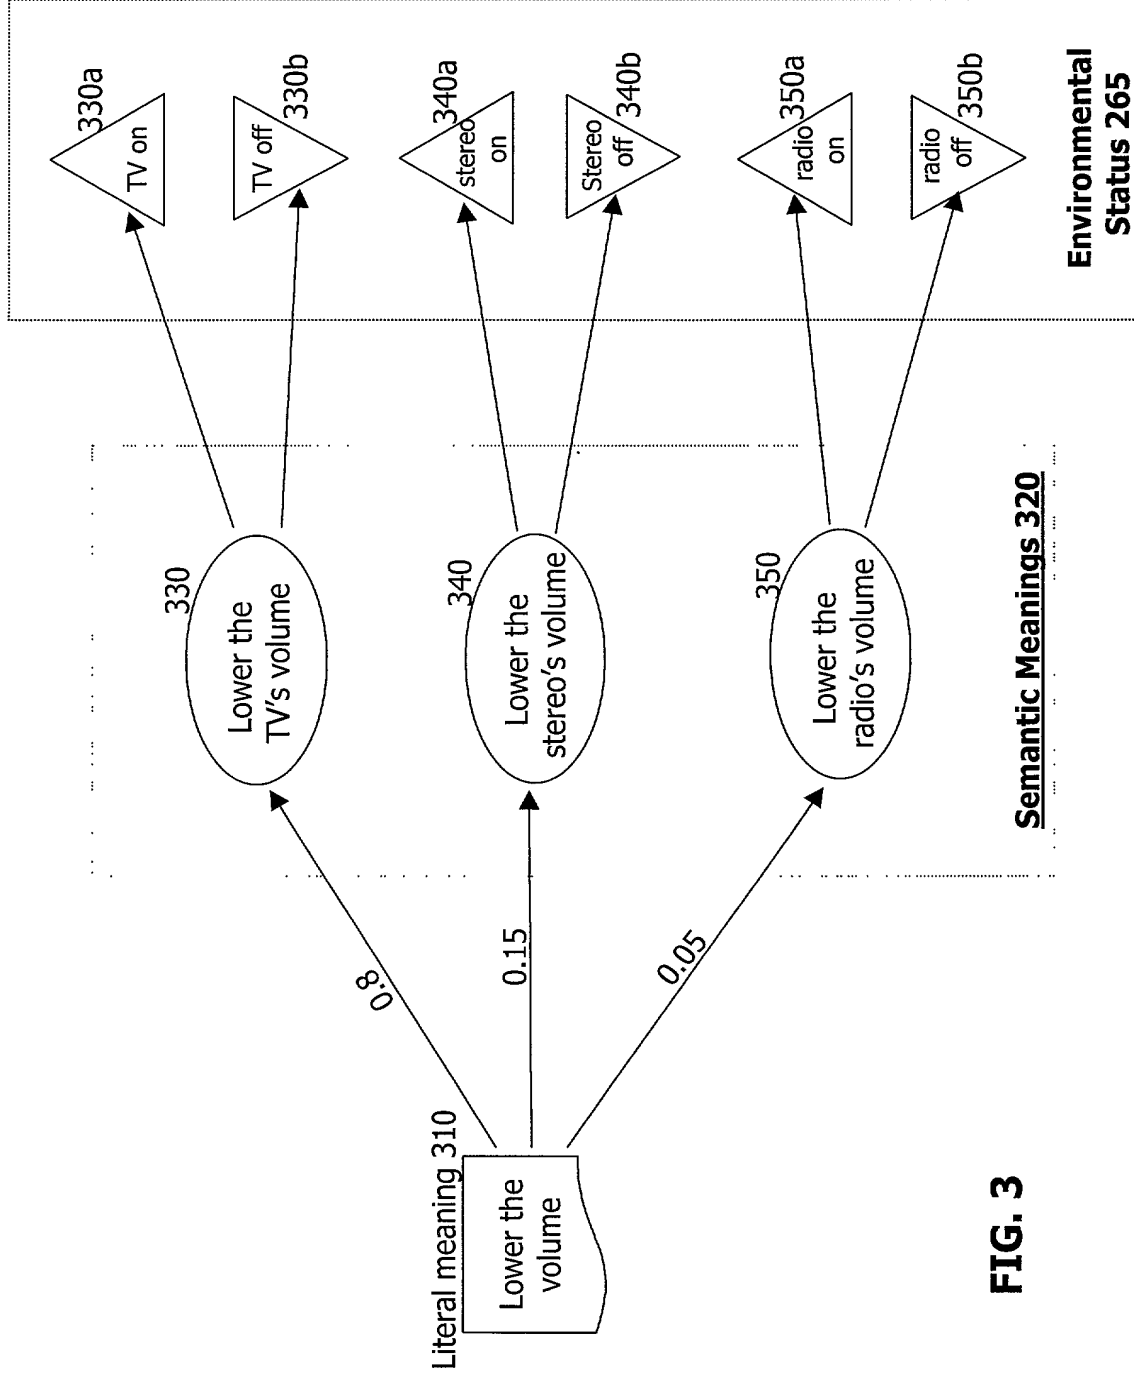 Literal meaning 310
Lower the
volume
0.8
0.15
0.05
330
Lower the
TV's volume
340
Lower the
stereo's volume
350
Lower the
radio's volume
Semantic Meanings 320
330a
TV on
330b
TV off
340a
stereo
on
340b
Stereo
off
350a
radio
on
350b
radio
off
Environmental
Status 265
FIG. 3